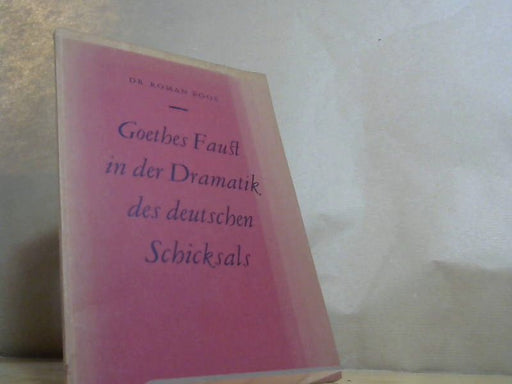 DR. ROMAN BOOS
Goethes Faust
in der Dramatik
des deutschen
Schicksals